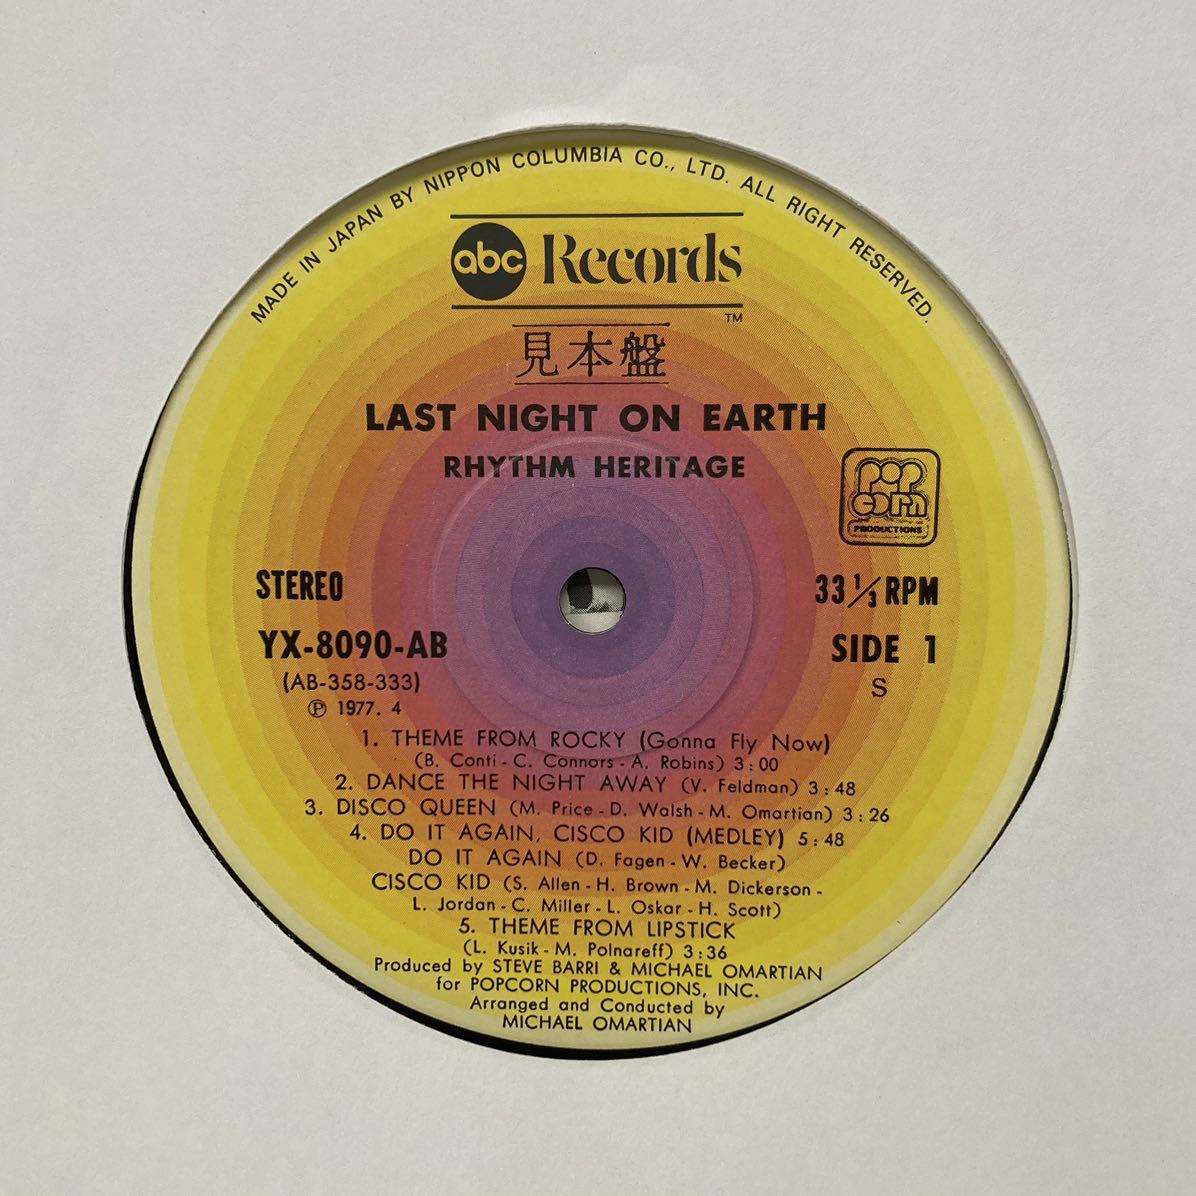 MADE IN JAPAN BY NIPPON COLUMBIA CO., LTD. ALL RIGHT RESERVED.
abc Records
TM
見本盤
LAST NIGHT ON EARTH
RHYTHM HERITAGE
POP
CORN
PRODUCTIONS
STEREO
33 1/3 RPM
YX-8090-AB
SIDE 1
(AB-358-333)
S
℗ 1977. 4
1. THEME FROM ROCKY (Gonna Fly Now)
(B. Conti - C. Connors - A. Robins) 3:00
2. DANCE THE NIGHT AWAY (V. Feldman) 3:48
3. DISCO QUEEN (M. Price - D. Walsh - M. Omartian) 3:26
4. DO IT AGAIN, CISCO KID (MEDLEY) 5:48
DO IT AGAIN (D. Fagen - W. Becker)
CISCO KID (S. Allen - H. Brown - M. Dickerson -
L. Jordan - C. Miller - L. Oskar - H. Scott)
5. THEME FROM LIPSTICK
(L. Kusik - M. Polnareff) 3:36
Produced by STEVE BARRI & MICHAEL OMARTIAN
for POPCORN PRODUCTIONS, INC.
Arranged and Conducted by
MICHAEL OMARTIAN